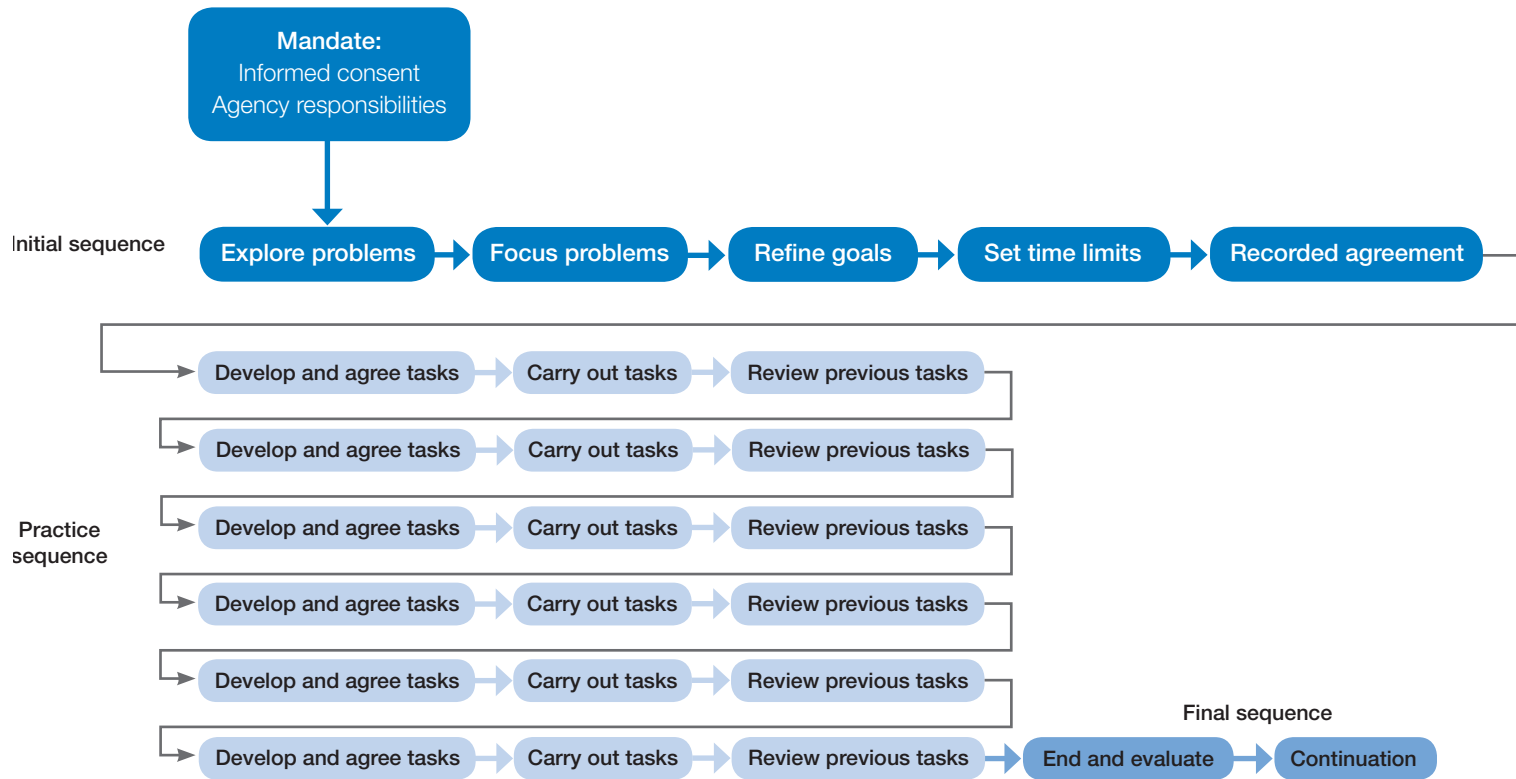 Mandate:
Informed consent
Agency responsibilities
Initial sequence
Explore problems
Focus problems
Refine goals
Set time limits
Recorded agreement
Develop and agree tasks
Carry out tasks
Review previous tasks
Develop and agree tasks
Carry out tasks
Review previous tasks
Practice
sequence
Develop and agree tasks
Carry out tasks
Review previous tasks
Develop and agree tasks
Carry out tasks
Review previous tasks
Develop and agree tasks
Carry out tasks
Review previous tasks
Final sequence
Develop and agree tasks
Carry out tasks
Review previous tasks
End and evaluate
Continuation